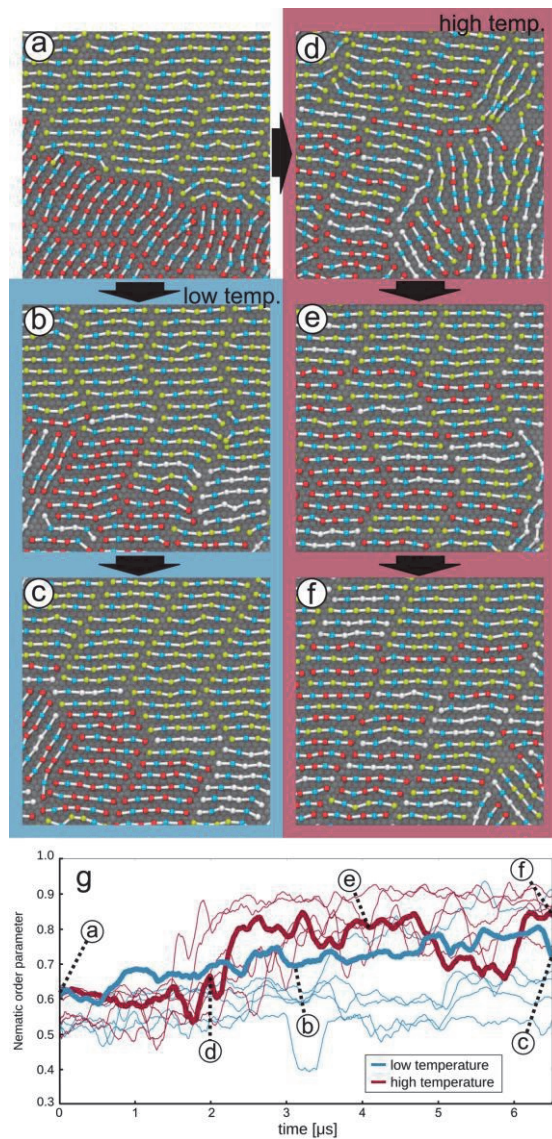 a
high temp.
d
low temp.
b
e
c
f
1.0
g
f
0.9
e
a
0.8
Nematic order parameter
0.7
0.6
0.5
d
b
c
0.4
low temperature
high temperature
0.3
0
1
2
3
4
5
6
time [μs]